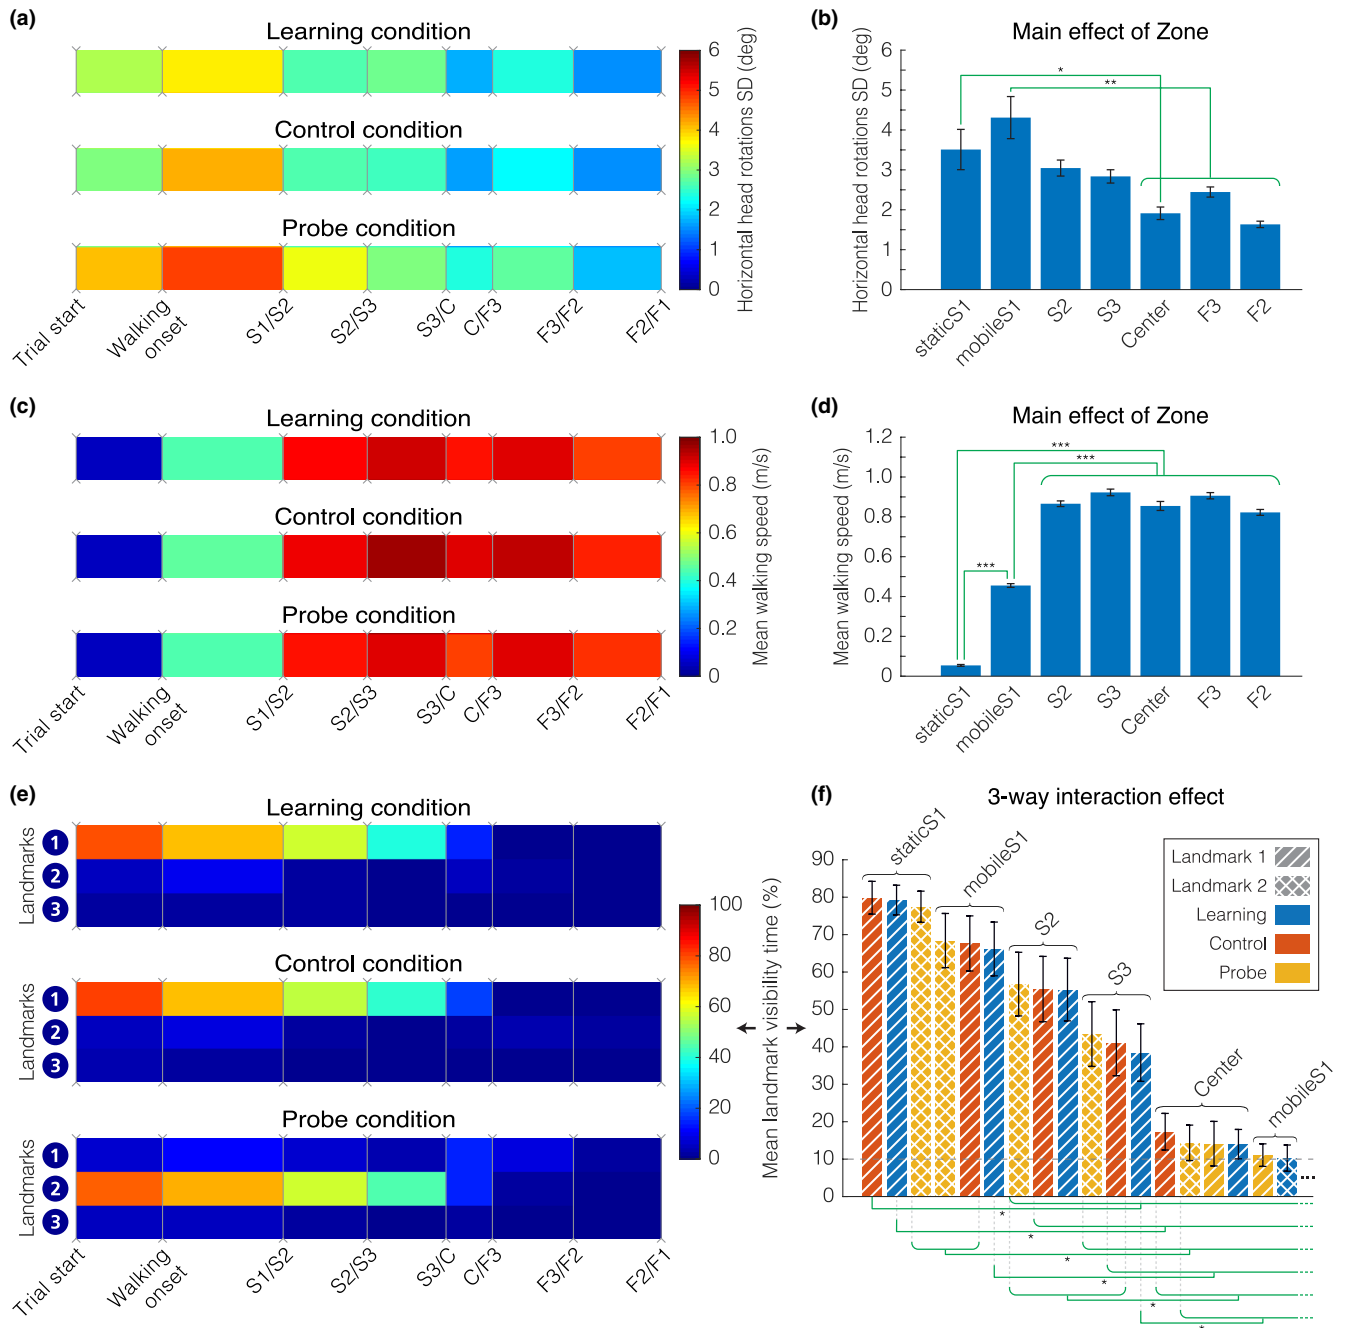 (a)
Learning condition
Control condition
Probe condition
Trial start
Walking onset
S1/S2
S2/S3
S3/C
C/F3
F3/F2
F2/F1
6
5
4
3
2
1
0
Horizontal head rotations SD (deg)
(b)
Main effect of Zone
Horizontal head rotations SD (deg)
6
5
4
3
2
1
0
*
**
staticS1
mobileS1
S2
S3
Center
F3
F2
(c)
Learning condition
Control condition
Probe condition
Trial start
Walking onset
S1/S2
S2/S3
S3/C
C/F3
F3/F2
F2/F1
1.0
0.8
0.6
0.4
0.2
0
Mean walking speed (m/s)
(d)
Main effect of Zone
Mean walking speed (m/s)
1.2
1.0
0.8
0.6
0.4
0.2
0
***
***
***
staticS1
mobileS1
S2
S3
Center
F3
F2
(e)
Learning condition
Landmarks
1
2
3
Control condition
Landmarks
1
2
3
Probe condition
Landmarks
1
2
3
Trial start
Walking onset
S1/S2
S2/S3
S3/C
C/F3
F3/F2
F2/F1
100
80
60
40
20
0
Mean landmark visibility time (%)
(f)
3-way interaction effect
90
80
70
60
50
40
30
20
10
0
staticS1
mobileS1
S2
S3
Center
mobileS1
Landmark 1
Landmark 2
Learning
Control
Probe
*
*
*
*
*
*